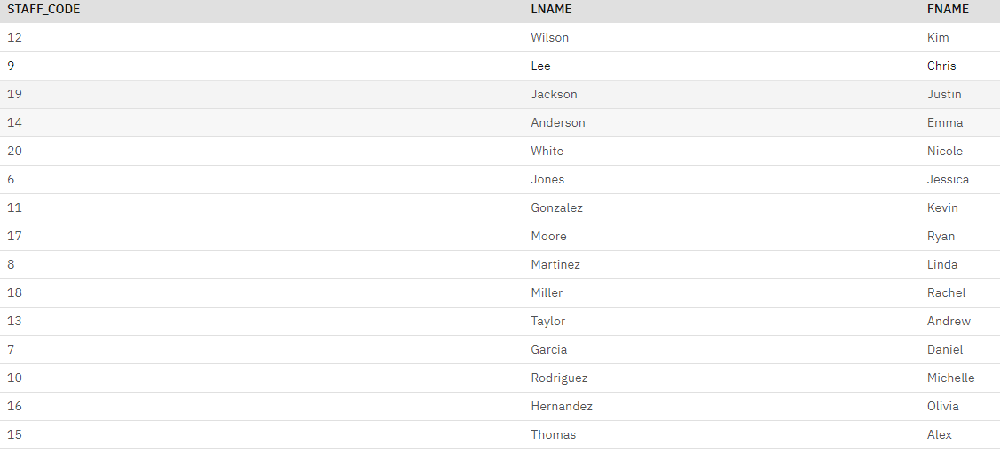 STAFF_CODE LNAME FNAME
12 Wilson Kim
9 Lee Chris
19 Jackson Justin
14 Anderson Emma
20 White Nicole
6 Jones Jessica
11 Gonzalez Kevin
17 Moore Ryan
8 Martinez Linda
18 Miller Rachel
13 Taylor Andrew
7 Garcia Daniel
10 Rodriguez Michelle
16 Hernandez Olivia
15 Thomas Alex